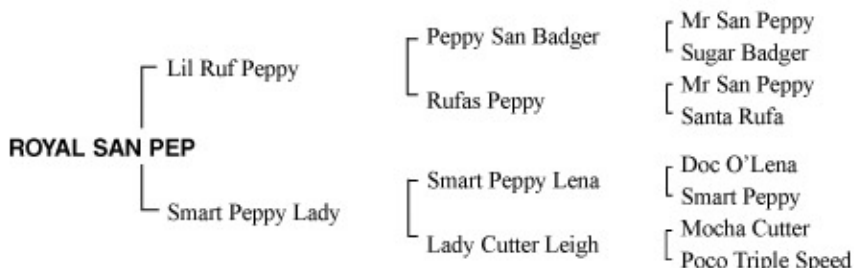 Mr San Peppy
Peppy San Badger
Sugar Badger
Lil Ruf Peppy
Mr San Peppy
Rufas Peppy
Santa Rufa
ROYAL SAN PEP
Doc O’Lena
Smart Peppy Lena
Smart Peppy
Smart Peppy Lady
Mocha Cutter
Lady Cutter Leigh
Poco Triple Speed